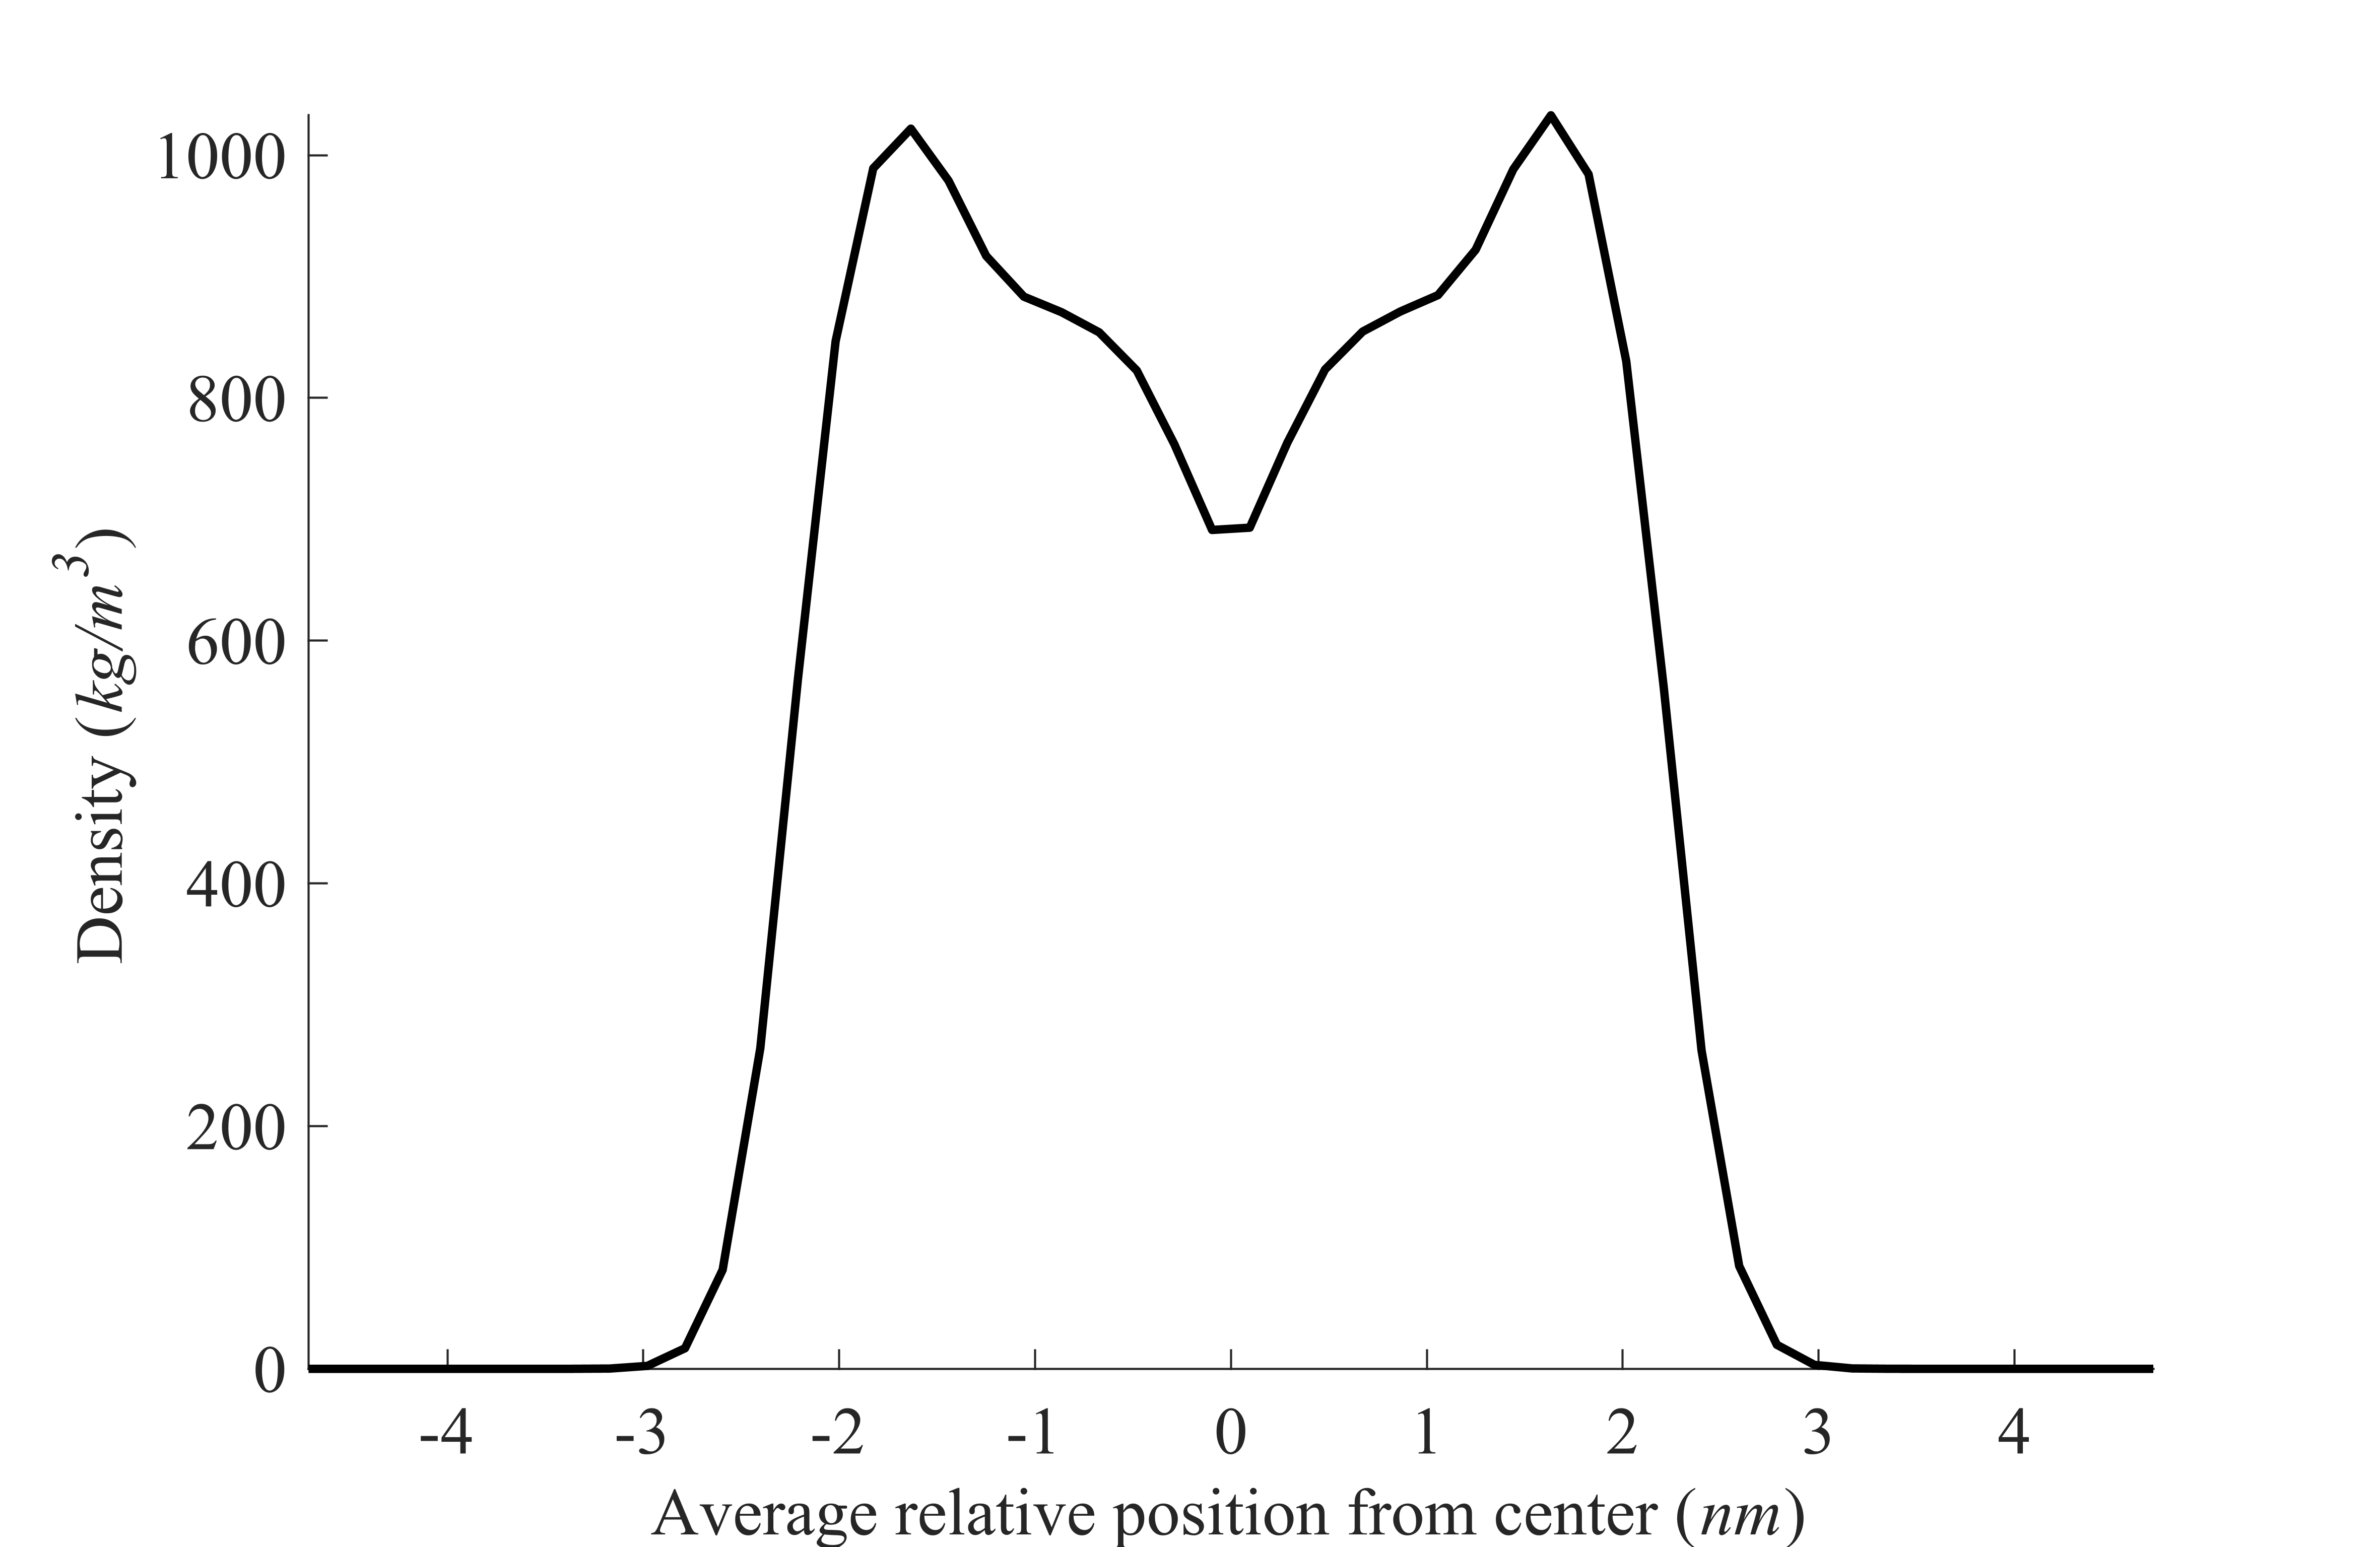 1000
800
600
400
200
0
Density (kg/m³)
-4 -3 -2 -1 0 1 2 3 4
Average relative position from center (nm)